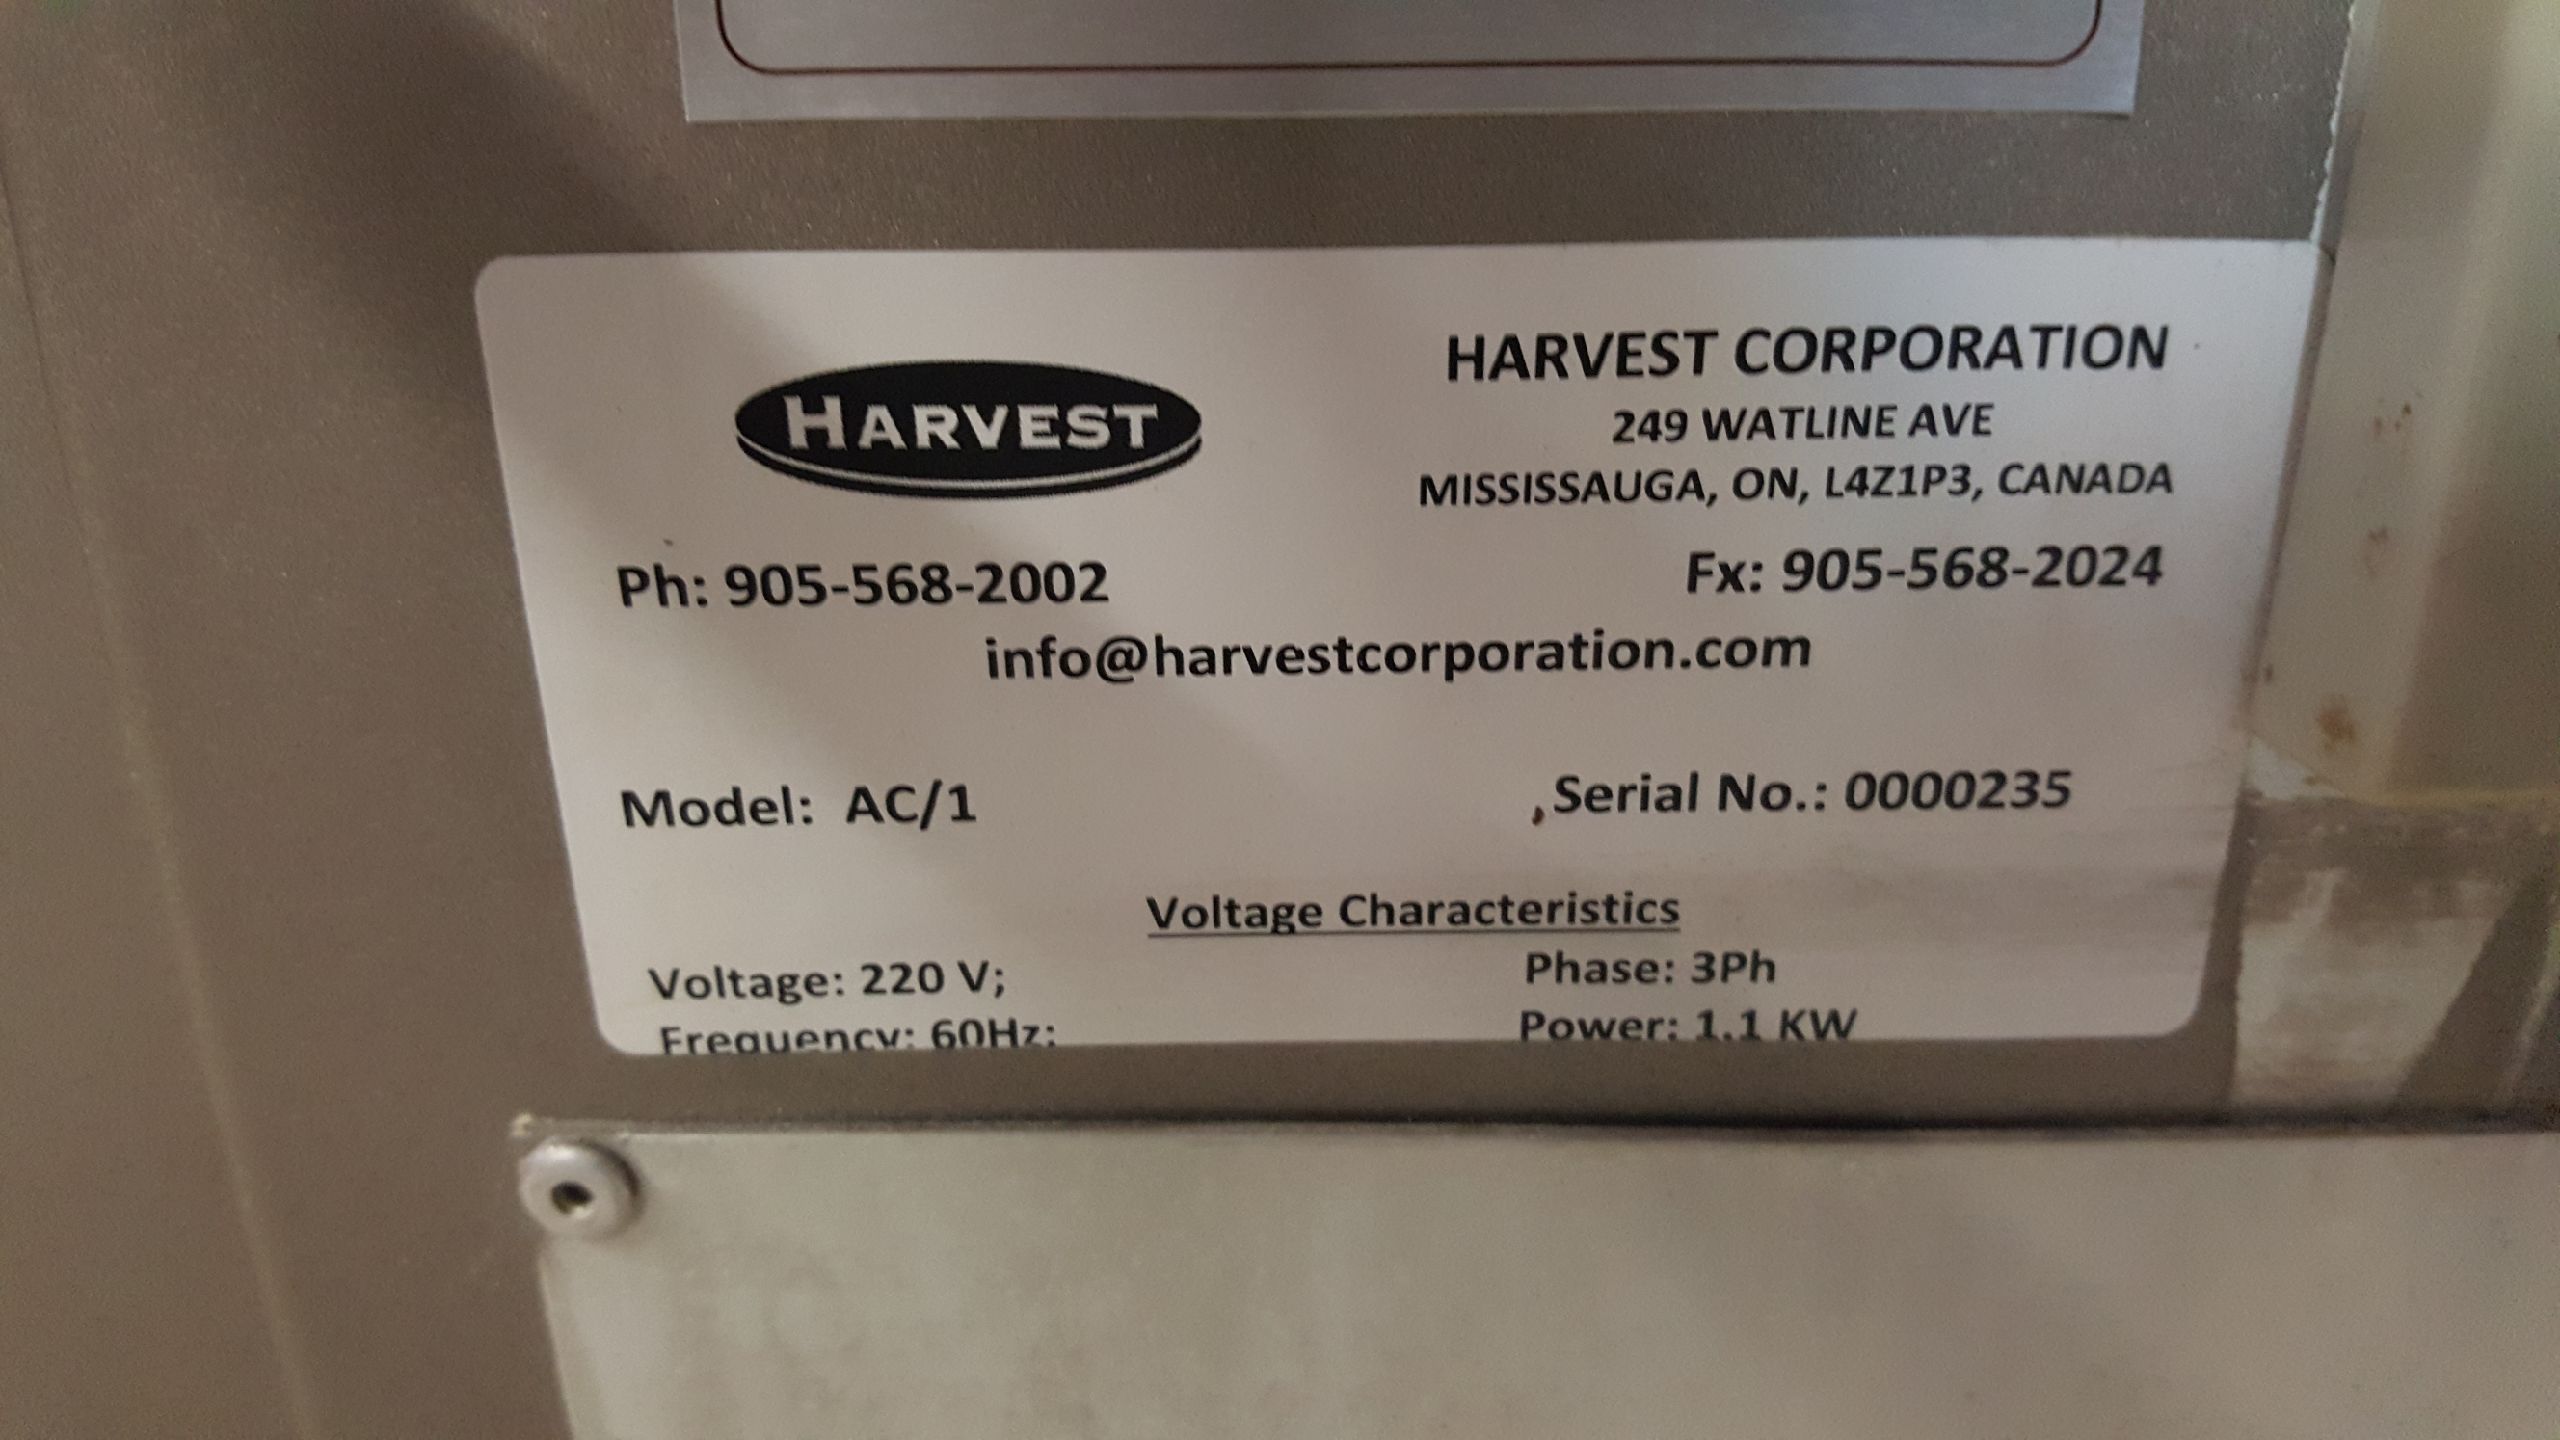 HARVEST
HARVEST CORPORATION
249 WATLINE AVE
MISSISSAUGA, ON, L4Z1P3, CANADA
Ph: 905-568-2002 Fx: 905-568-2024
info@harvestcorporation.com
Model: AC/1 Serial No.: 0000235
Voltage Characteristics
Voltage: 220 V; Phase: 3Ph
Frequency: 60Hz; Power: 1.1 KW